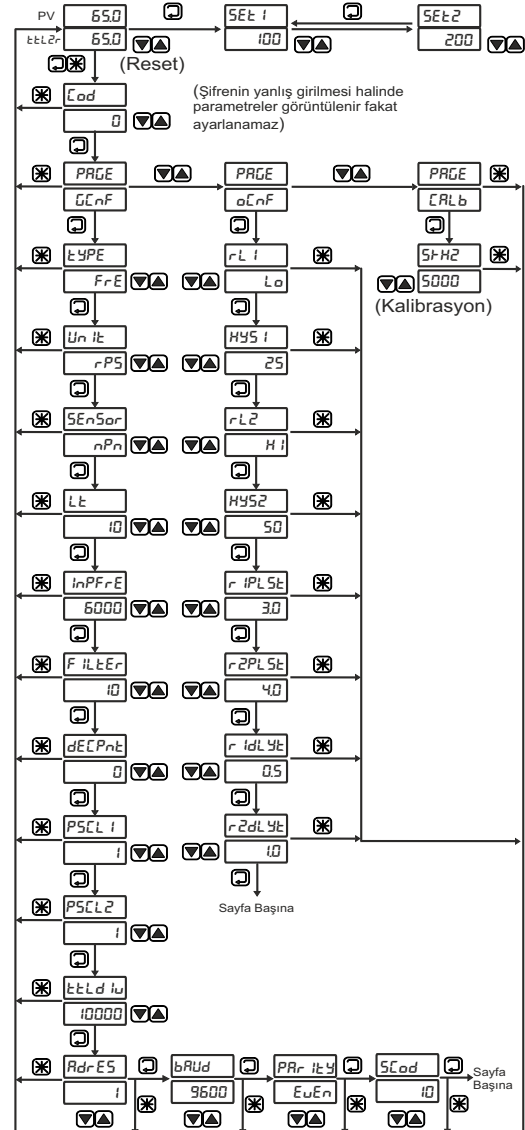 PV 65.0 SEt 1 SEt2
ttL2r 65.0 100 200
(Reset)
Cod
0
(Şifrenin yanlış girilmesi halinde
parametreler görüntülenir fakat
ayarlanamaz)
PAGE PAGE PAGE
GCnF oCnF CALb
tYPE rL1 StH2
FrE Lo 5000
(Kalibrasyon)
Unit HYS1
rPS 25
SEnSor rL2
nPn HI
Lt HYS2
10 50
InPFrE r1PLSt
6000 3.0
FILtEr r2PLSt
10 4.0
dECPnt r1dLYt
0 0.5
PSCL1 r2dLYt
1 1.0
Sayfa Başına
PSCL2
1
ttLdIv
10000
AdrES bAUd PArItY SCod
1 9600 EvEn 10
Sayfa
Başına